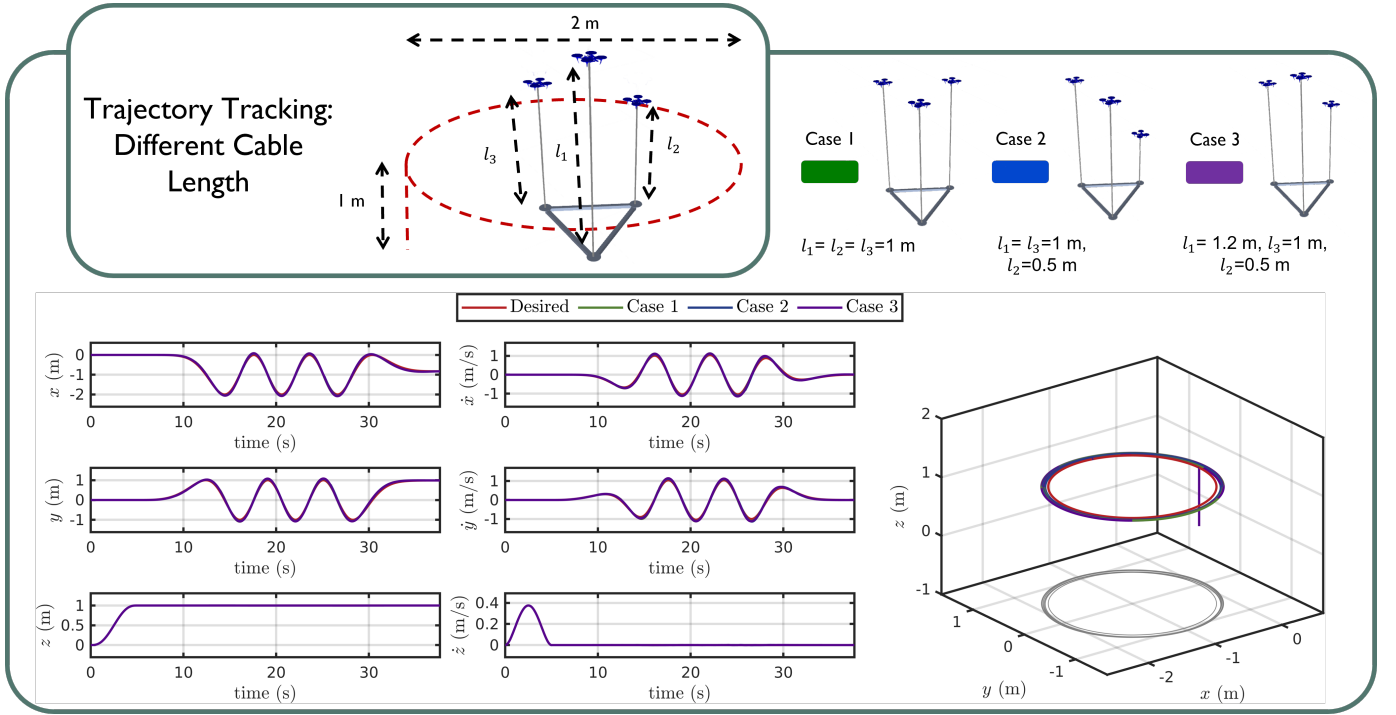 Trajectory Tracking:
Different Cable
Length
2 m
1 m
l₃
l₁
l₂
Case 1
Case 2
Case 3
l₁= l₂= l₃=1 m
l₁= l₃=1 m,
l₂=0.5 m
l₁= 1.2 m, l₃=1 m,
l₂=0.5 m
Desired Case 1 Case 2 Case 3
x (m)
0
-1
-2
0 10 20 30
time (s)
ẋ (m/s)
1
0
-1
0 10 20 30
time (s)
y (m)
1
0
-1
0 10 20 30
time (s)
ẏ (m/s)
1
0
-1
0 10 20 30
time (s)
z (m)
1
0.5
0
0 10 20 30
time (s)
ż (m/s)
0.4
0.2
0
0 10 20 30
time (s)
z (m)
2
1
0
-1
1
0
-1
y (m)
-2
-1
0
x (m)